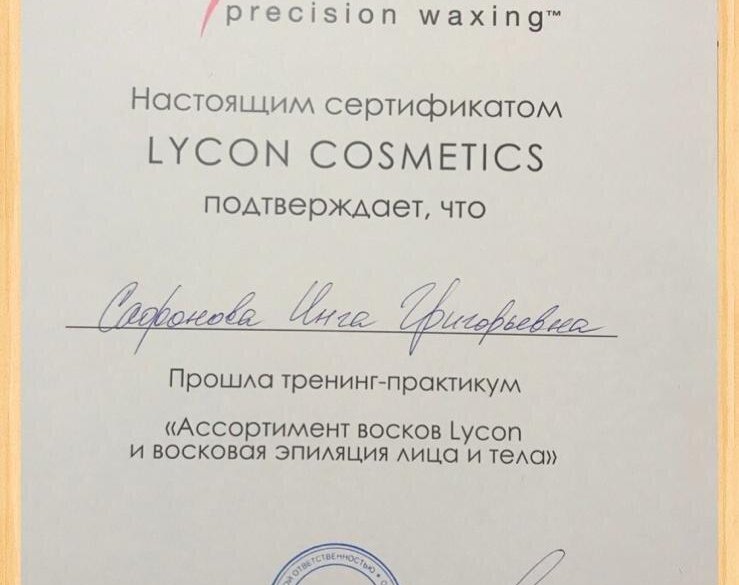 precision waxing™
Настоящим сертификатом
LYCON COSMETICS
подтверждает, что
Сафонова Инга Григорьевна
Прошла тренинг-практикум
«Ассортимент восков Lycon
и восковая эпиляция лица и тела»
ОТВЕТСТВЕННОСТЬЮ